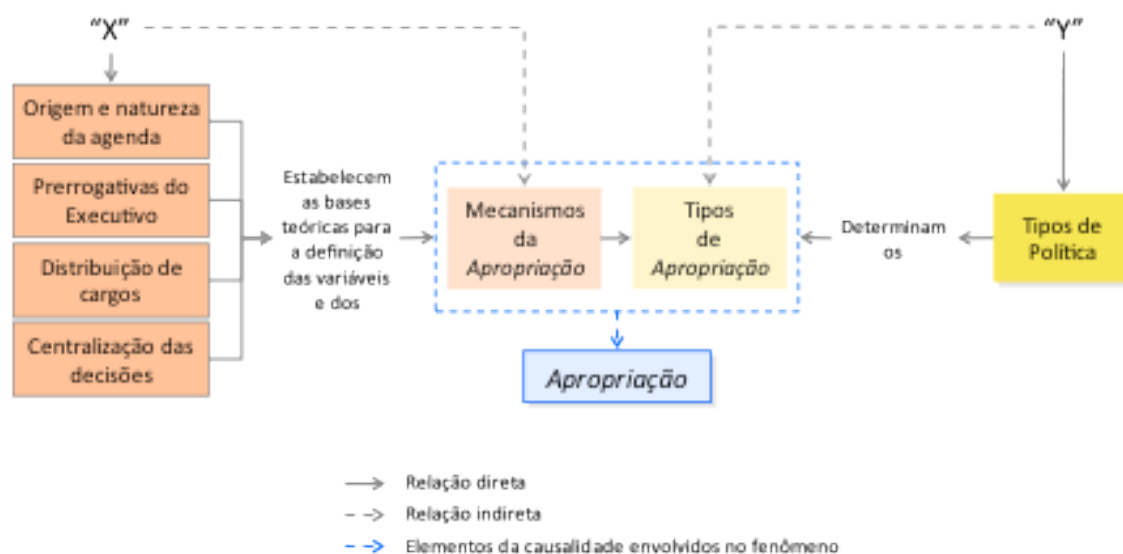 “X”
“Y”
Origem e natureza
da agenda
Prerrogativas do
Executivo
Distribuição de
cargos
Centralização das
decisões
Estabelecem
as bases
teóricas para
a definição
das variáveis
e dos
Mecanismos
da
Apropriação
Tipos
de
Apropriação
Determinam
os
Tipos de
Política
Apropriação
Relação direta
Relação indireta
Elementos da causalidade envolvidos no fenômeno